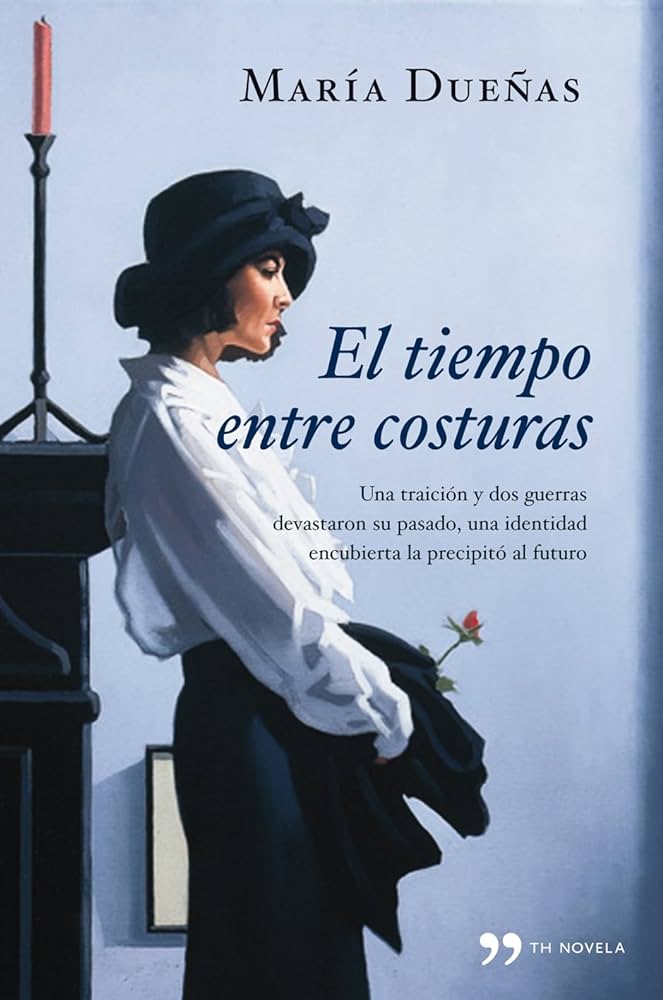 María Dueñas
El tiempo
entre costuras
Una traición y dos guerras
devastaron su pasado, una identidad
encubierta la precipitó al futuro
TH NOVELA